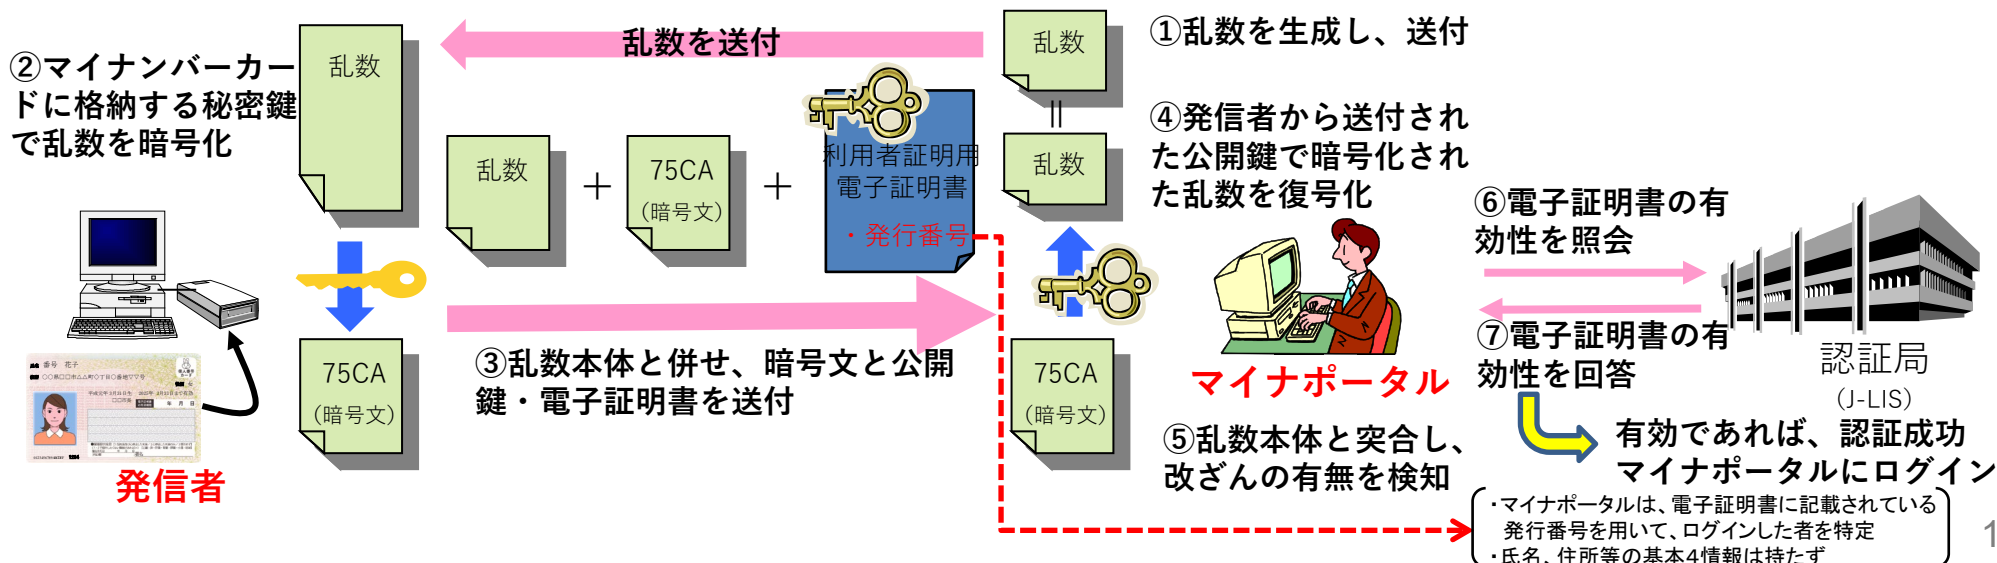 乱数を送付
①乱数を生成し、送付
②マイナンバーカー
ドに格納する秘密鍵
で乱数を暗号化
乱数
乱数
乱数
＋
75CA
(暗号文)
＋
利用者証明用
電子証明書
・発行番号
＝
乱数
④発信者から送付され
た公開鍵で暗号化され
た乱数を復号化
⑥電子証明書の有
効性を照会
75CA
(暗号文)
③乱数本体と併せ、暗号文と公開
鍵・電子証明書を送付
75CA
(暗号文)
マイナポータル
⑤乱数本体と突合し、
改ざんの有無を検知
⑦電子証明書の有
効性を回答
認証局
(J-LIS)
有効であれば、認証成功
マイナポータルにログイン
番号 花子
発信者
・マイナポータルは、電子証明書に記載されている
発行番号を用いて、ログインした者を特定
・氏名、住所等の基本4情報は持たず
1